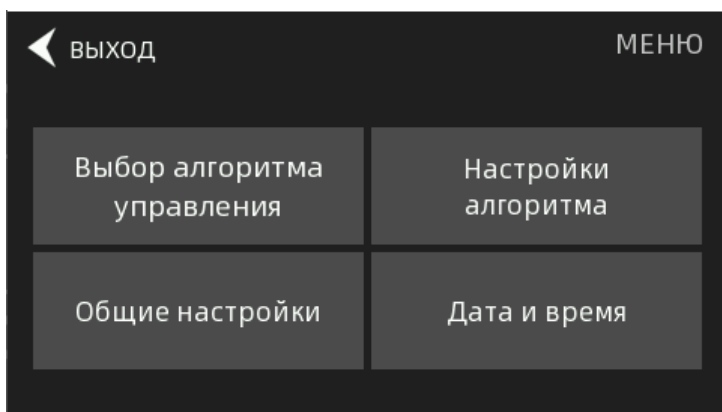 ВЫХОД
МЕНЮ
Выбор алгоритма
управления
Настройки
алгоритма
Общие настройки
Дата и время